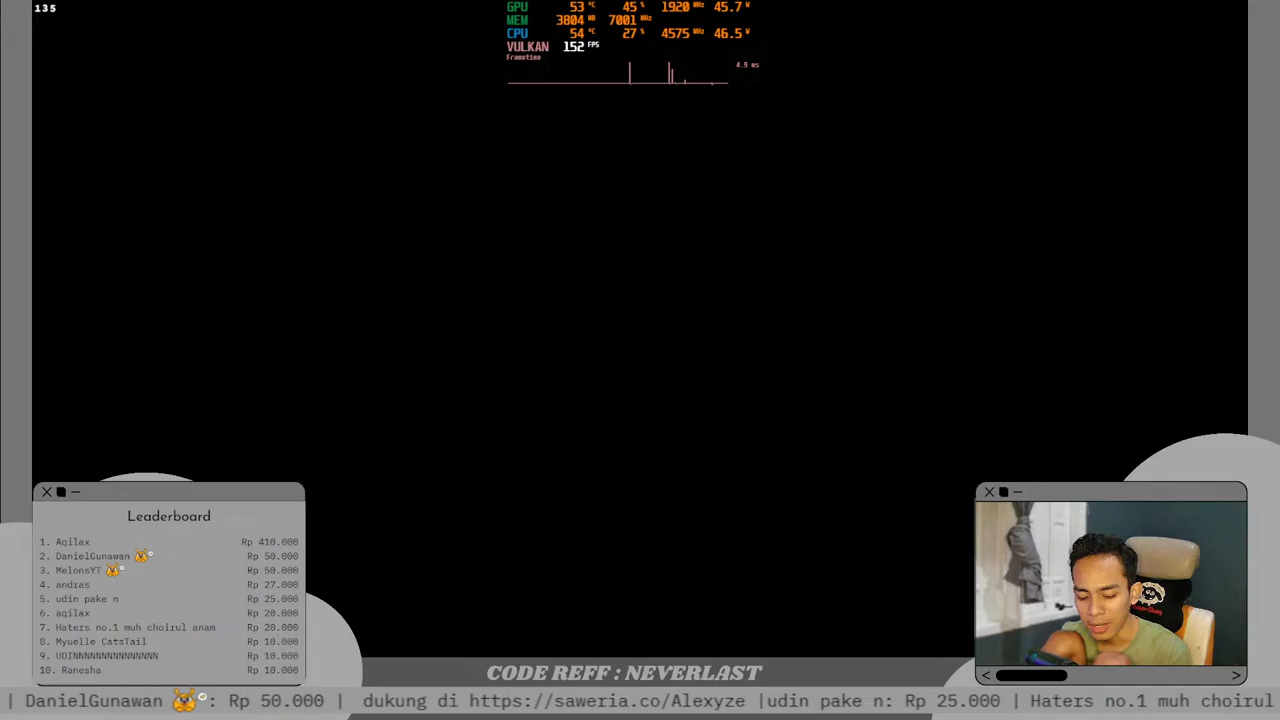 135
GPU 53 °C 45 % 1920 MHz 45.7 W
MEM 3804 MB 7001 MHz
CPU 54 °C 27 % 4575 MHz 46.5 W
VULKAN 152 FPS
Frametime
4.9 ms
Leaderboard
1. Aqilax Rp 410.000
2. DanielGunawan Rp 50.000
3. MelonsYT Rp 50.000
4. andras Rp 27.000
5. udin pake n Rp 25.000
6. aqilax Rp 20.000
7. Haters no.1 muh choirul anam Rp 20.000
8. Myuelle CatsTail Rp 10.000
9. UDINNNNNNNNNNNNNN Rp 10.000
10. Ranesha Rp 10.000
CODE REFF : NEVERLAST
| DanielGunawan : Rp 50.000 | dukung di https://saweria.co/Alexyze |udin pake n: Rp 25.000 | Haters no.1 muh choirul